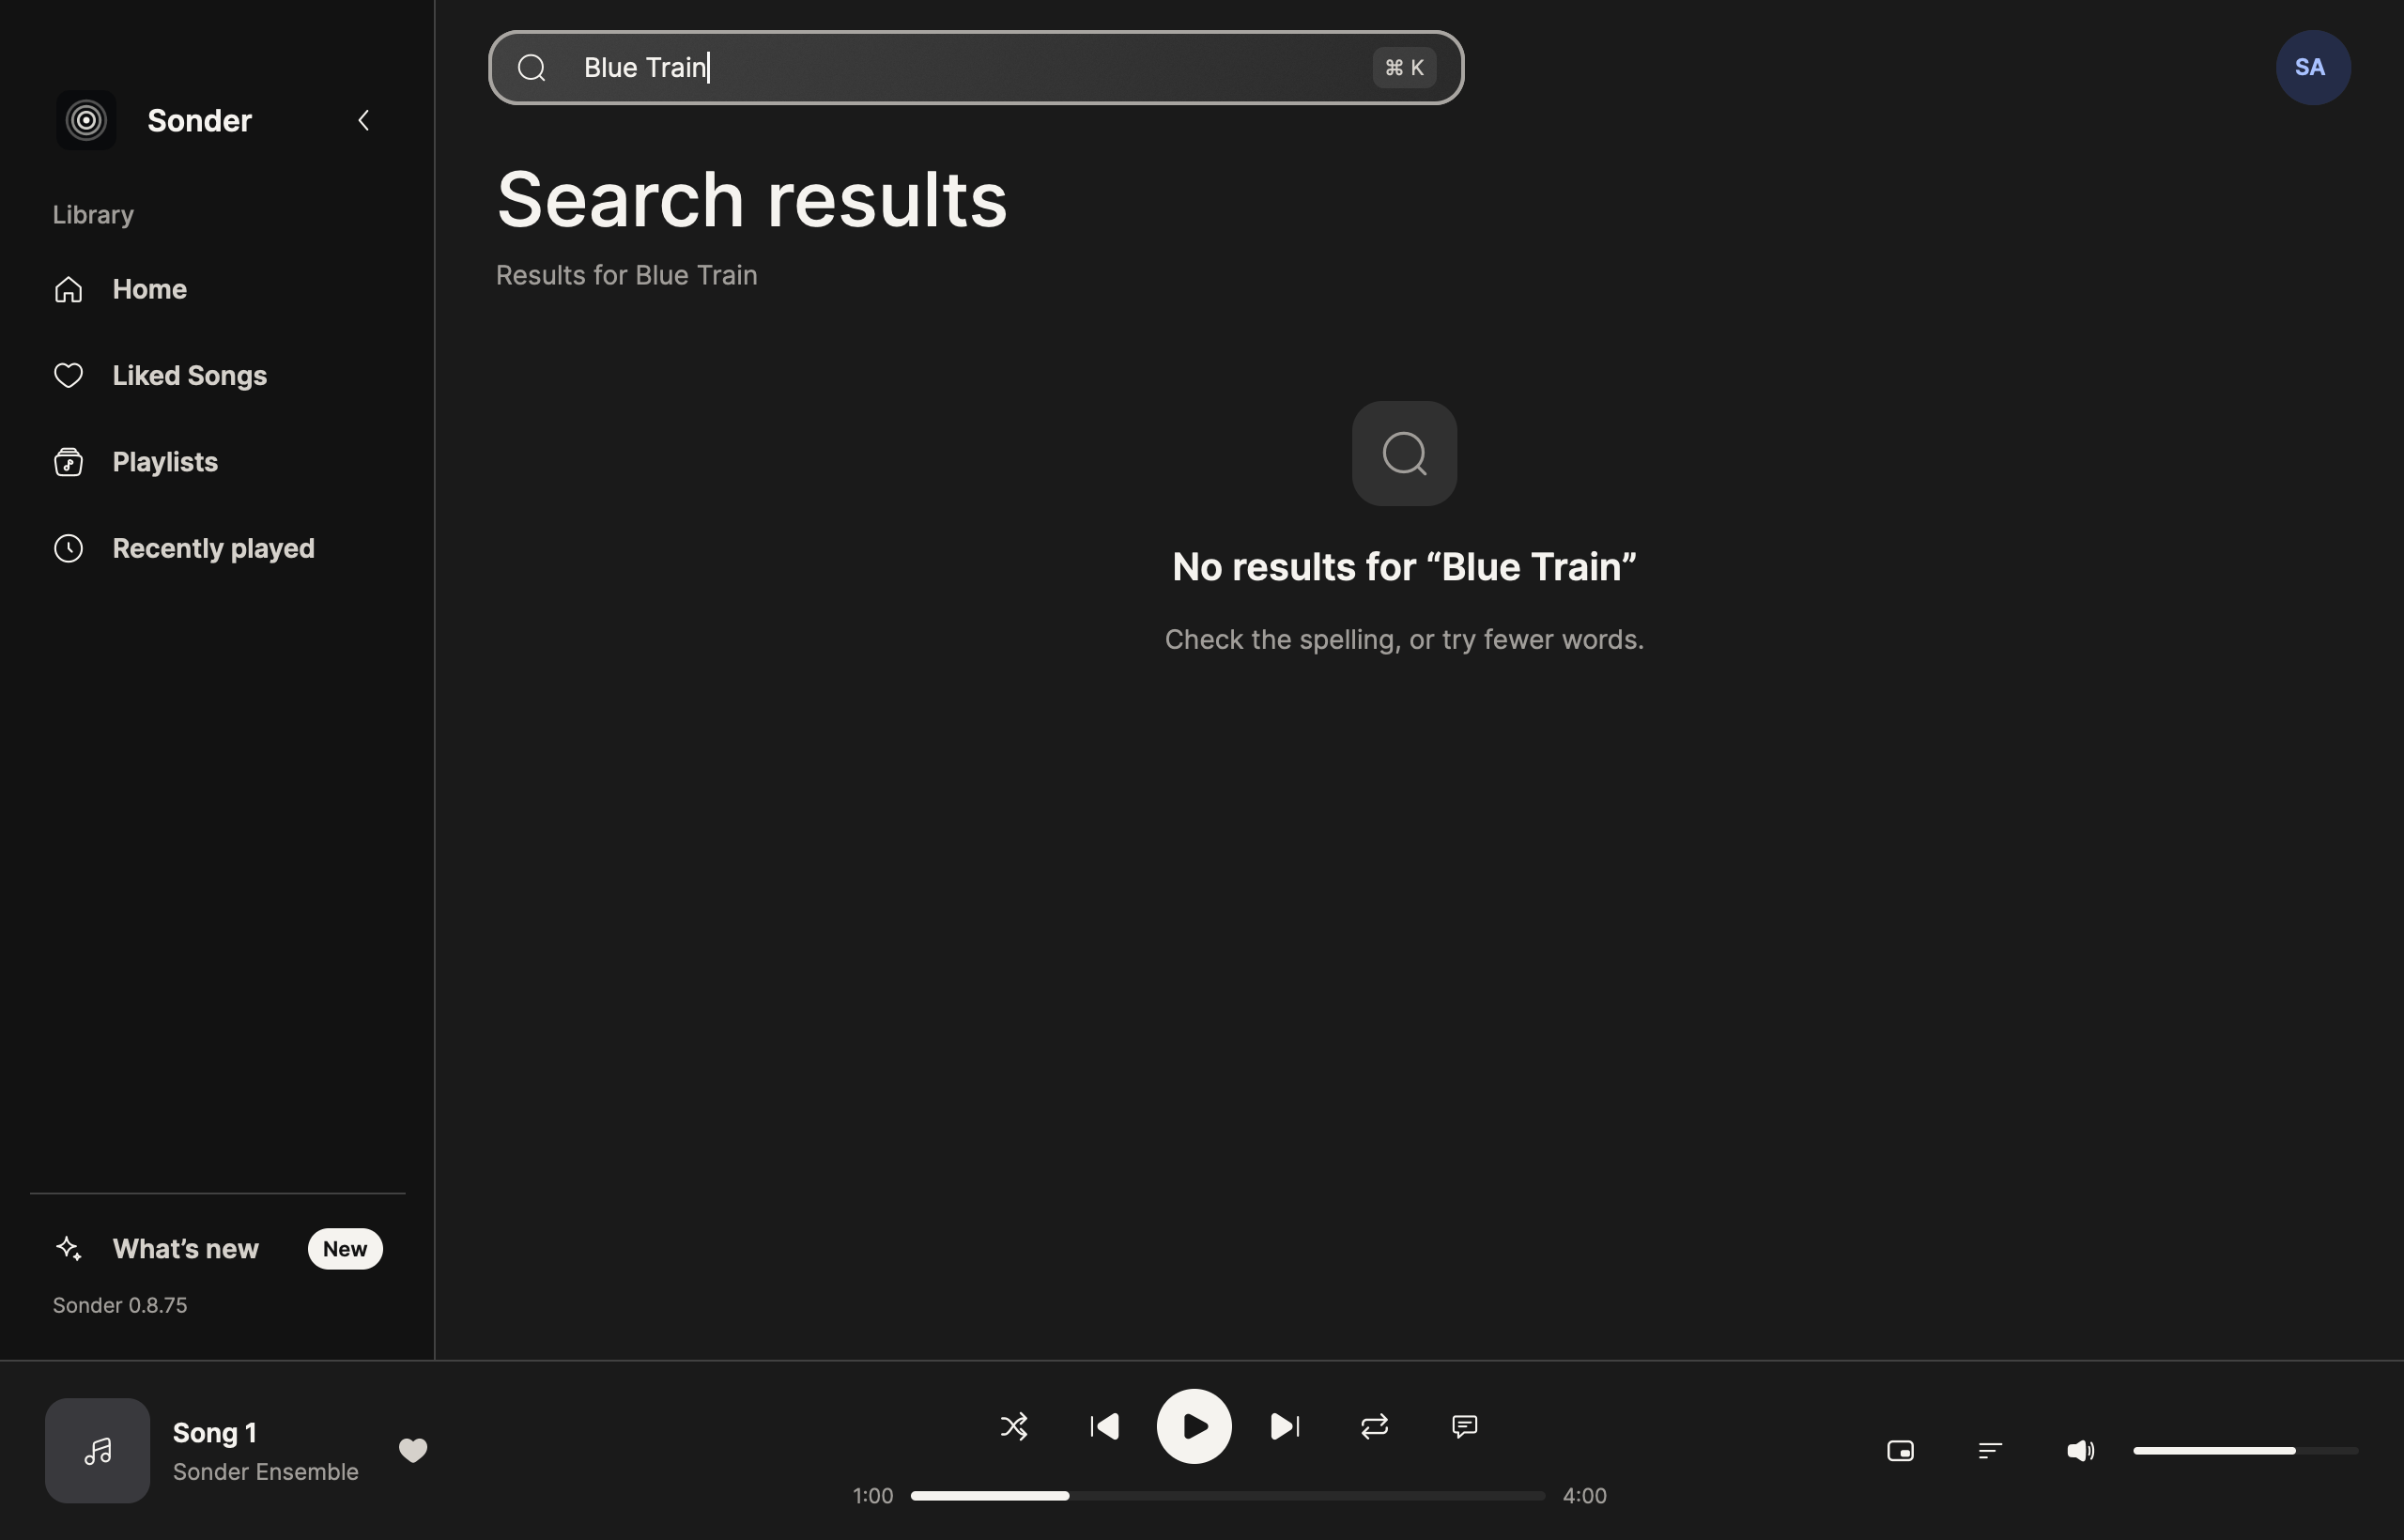 Blue Train
⌘ K
SA
Sonder
Library
Home
Liked Songs
Playlists
Recently played
Search results
Results for Blue Train
No results for “Blue Train”
Check the spelling, or try fewer words.
What’s new
New
Sonder 0.8.75
Song 1
Sonder Ensemble
1:00
4:00